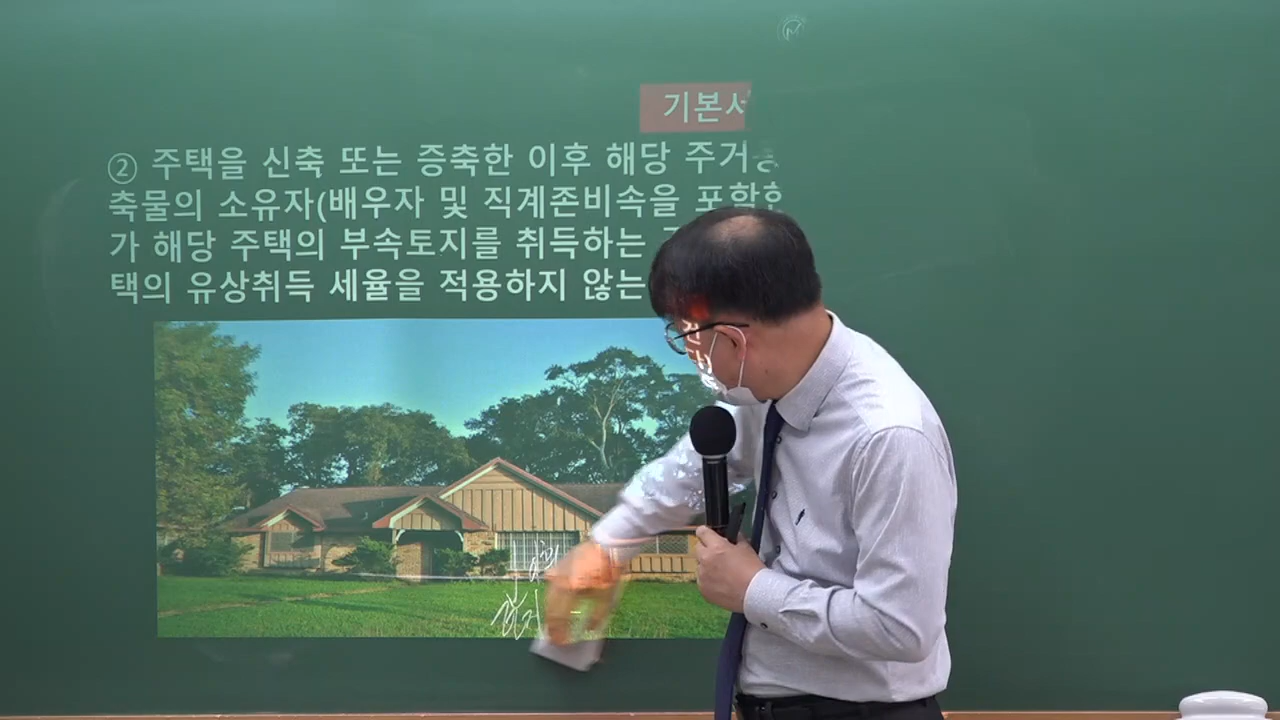 기본서
② 주택을 신축 또는 증축한 이후 해당 주거용
축물의 소유자(배우자 및 직계존비속을 포함한
가 해당 주택의 부속토지를 취득하는
택의 유상취득 세율을 적용하지 않는